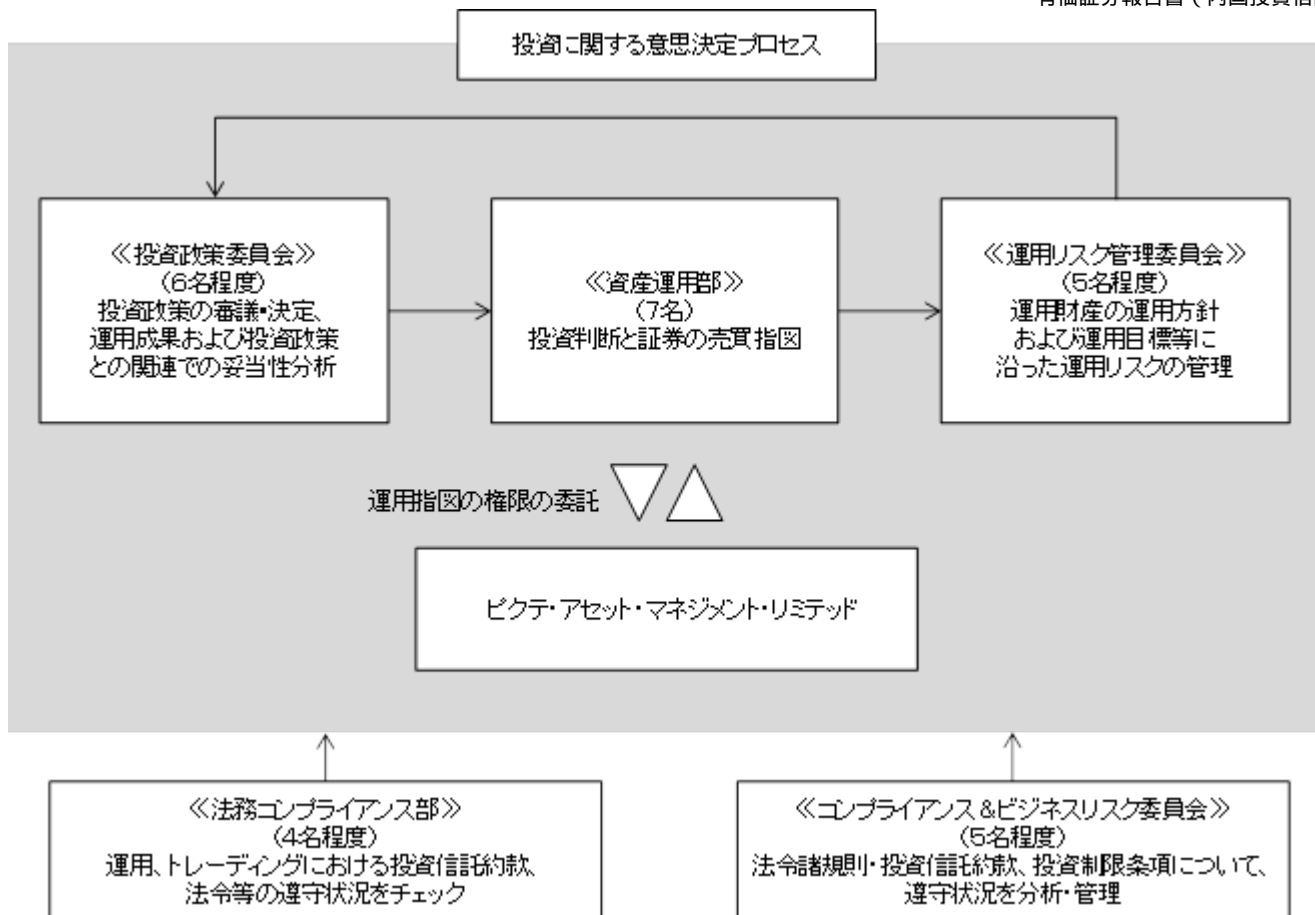 投資に関する意思決定プロセス
≪投資政策委員会≫
(6名程度)
投資政策の審議・決定、
運用成果および投資政策
との関連での妥当性分析
≪資産運用部≫
(7名)
投資判断と証券の売買指図
≪運用リスク管理委員会≫
(5名程度)
運用財産の運用方針
および運用目標等に
沿った運用リスクの管理
運用指図の権限の委託
ピクテ・アセット・マネジメント・リミテッド
≪法務コンプライアンス部≫
(4名程度)
運用、トレーディングにおける投資信託約款、
法令等の遵守状況をチェック
≪コンプライアンス&ビジネスリスク委員会≫
(5名程度)
法令諸規則・投資信託約款、投資制限条項について、
遵守状況を分析・管理